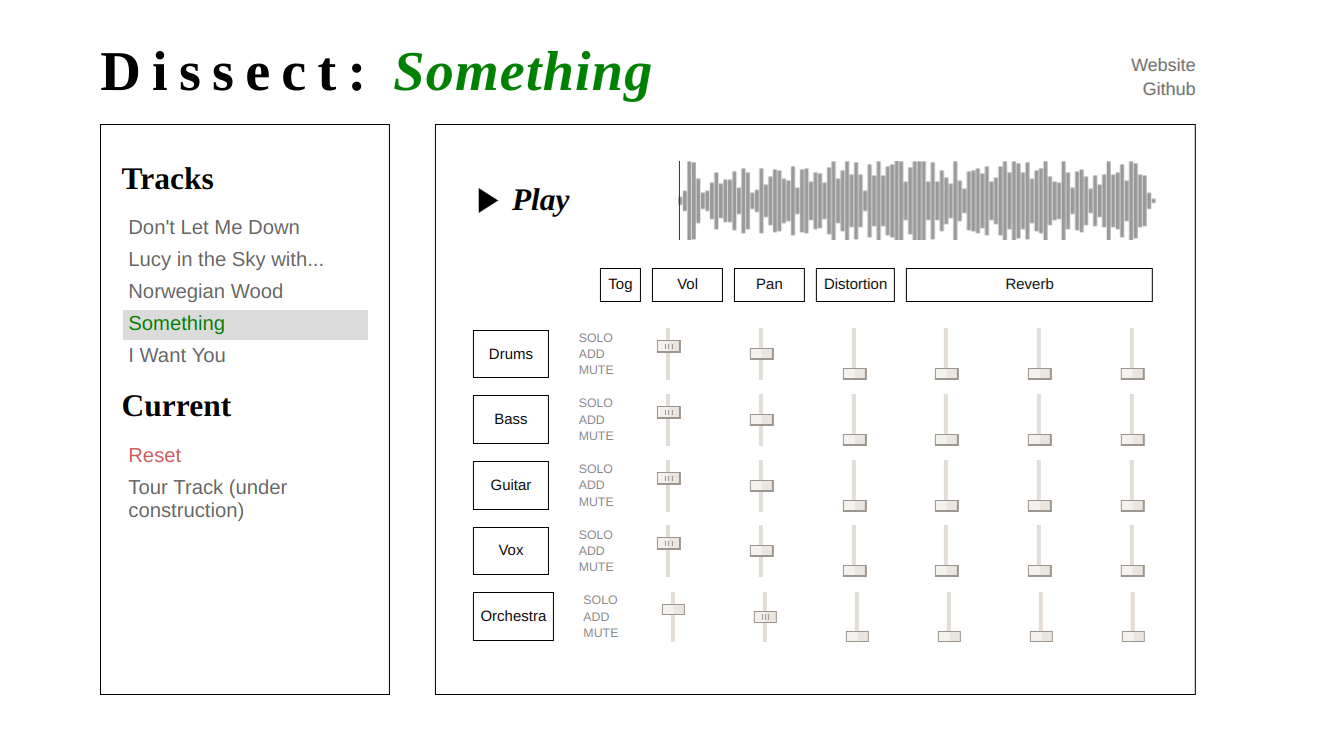 Dissect: Something
Website
Github
Tracks
Don't Let Me Down
Lucy in the Sky with...
Norwegian Wood
Something
I Want You
Current
Reset
Tour Track (under
construction)
Play
Tog Vol Pan Distortion Reverb
Drums
SOLO
ADD
MUTE
Bass
SOLO
ADD
MUTE
Guitar
SOLO
ADD
MUTE
Vox
SOLO
ADD
MUTE
Orchestra
SOLO
ADD
MUTE